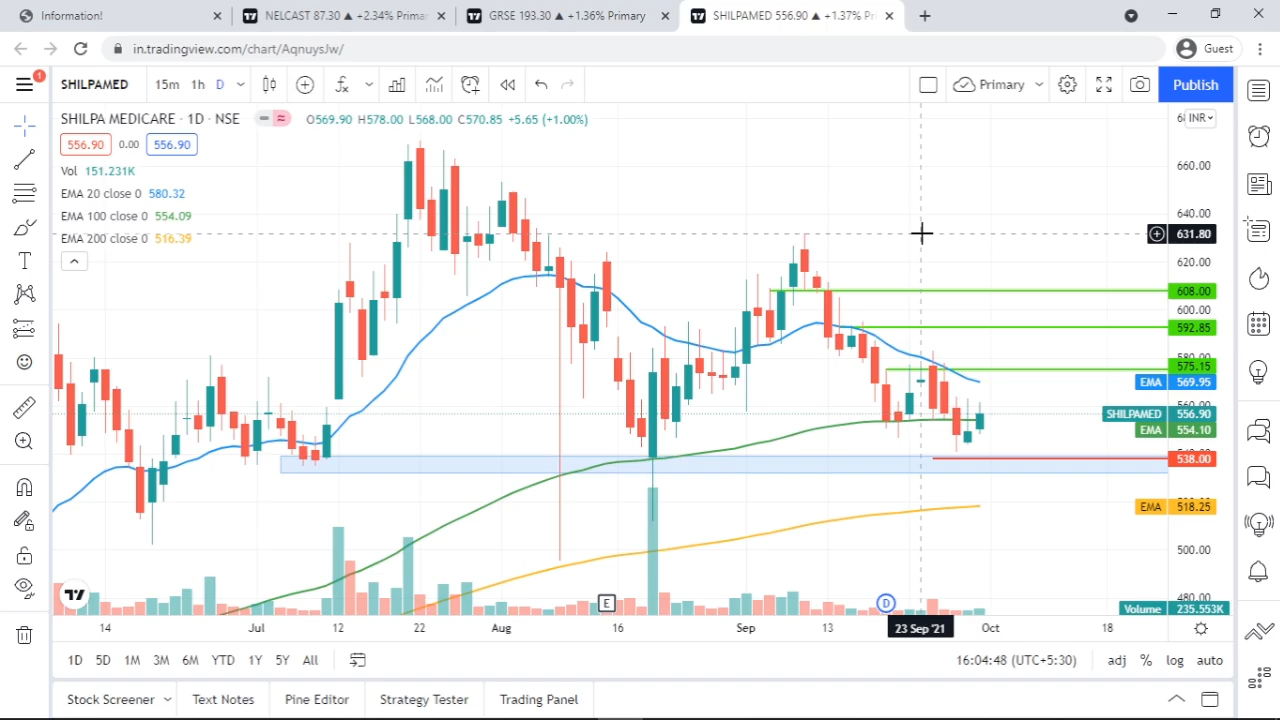 Information!
NELCAST 87.30 ▲ +2.34% Primar
GRSE 193.30 ▲ +1.36% Primary
SHILPAMED 556.90 ▲ +1.37% Pri
in.tradingview.com/chart/AqnuysJw/
Guest
1
SHILPAMED
15m 1h D
Primary
Publish
SHILPA MEDICARE · 1D · NSE
O569.90 H578.00 L568.00 C570.85 +5.65 (+1.00%)
INR
556.90 0.00 556.90
Vol 151.231K
EMA 20 close 0 580.32
EMA 100 close 0 554.09
EMA 200 close 0 516.39
660.00
640.00
631.80
620.00
608.00
600.00
592.85
580.00
575.15
EMA 569.95
560.00
SHILPAMED 556.90
EMA 554.10
538.00
EMA 518.25
500.00
480.00
Volume 235.553K
E
D
14 Jul 12 22 Aug 16 Sep 13 23 Sep '21 Oct 18
1D 5D 1M 3M 6M YTD 1Y 5Y All
16:04:48 (UTC+5:30) adj % log auto
Stock Screener Text Notes Pine Editor Strategy Tester Trading Panel